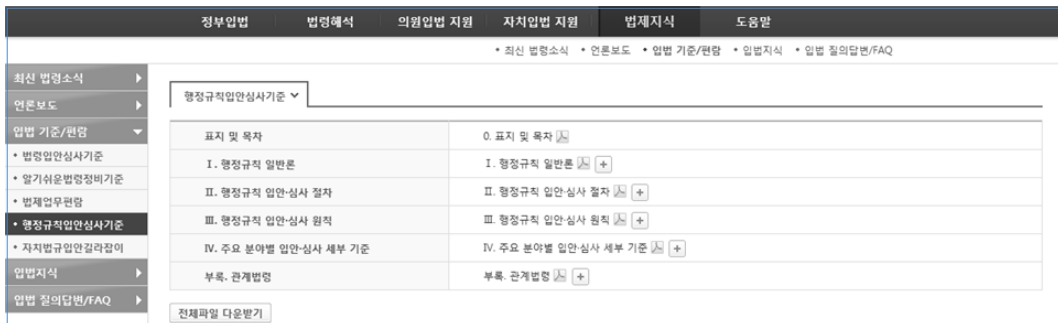 정부입법 법령해석 의원입법 지원 자치입법 지원 법제지식 도움말
• 최신 법령소식 • 언론보도 • 입법 기준/편람 • 입법지식 • 입법 질의답변/FAQ
최신 법령소식
언론보도
입법 기준/편람
• 법령입안심사기준
• 알기쉬운법령정비기준
• 법제업무편람
• 행정규칙입안심사기준
• 자치법규입안길라잡이
입법지식
입법 질의답변/FAQ
행정규칙입안심사기준
표지 및 목차 0. 표지 및 목차
Ⅰ. 행정규칙 일반론 Ⅰ. 행정규칙 일반론
Ⅱ. 행정규칙 입안·심사 절차 Ⅱ. 행정규칙 입안·심사 절차
Ⅲ. 행정규칙 입안·심사 원칙 Ⅲ. 행정규칙 입안·심사 원칙
Ⅳ. 주요 분야별 입안·심사 세부 기준 Ⅳ. 주요 분야별 입안·심사 세부 기준
부록. 관계법령 부록. 관계법령
전체파일 다운받기